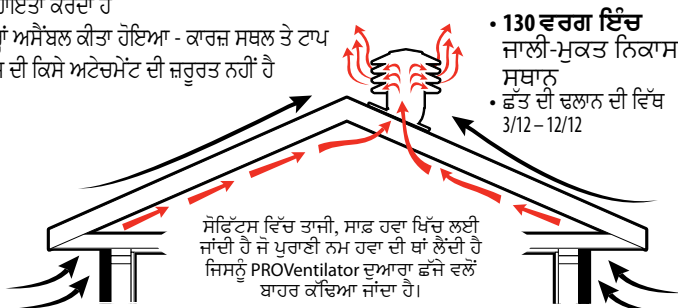 ਕਰਦਾ ਹੈ
ਅਸੈਂਬਲ ਕੀਤਾ ਹੋਇਆ - ਕਾਰਜ਼ ਸਥਲ ਤੇ ਟਾਪ
ਦੀ ਕਿਸੇ ਅਟੇਚਮੇਂਟ ਦੀ ਜ਼ਰੂਰਤ ਨਹੀਂ ਹੈ
• 130 ਵਰਗ ਇੰਚ
ਜਾਲੀ-ਮੁਕਤ ਨਿਕਾਸ
ਸਥਾਨ
• ਛੱਤ ਦੀ ਢਲਾਨ ਦੀ ਵਿੱਥ
3/12 – 12/12
ਸੋਫਿੱਟਸ ਵਿੱਚ ਤਾਜੀ, ਸਾਫ਼ ਹਵਾ ਖਿੱਚ ਲਈ
ਜਾਂਦੀ ਹੈ ਜੋ ਪੁਰਾਣੀ ਨਮ ਹਵਾ ਦੀ ਥਾਂ ਲੈਂਦੀ ਹੈ
ਜਿਸਨੂੰ PROVentilator ਦੁਆਰਾ ਛੱਜੇ ਵਲੋਂ
ਬਾਹਰ ਕੱਢਿਆ ਜਾਂਦਾ ਹੈ।